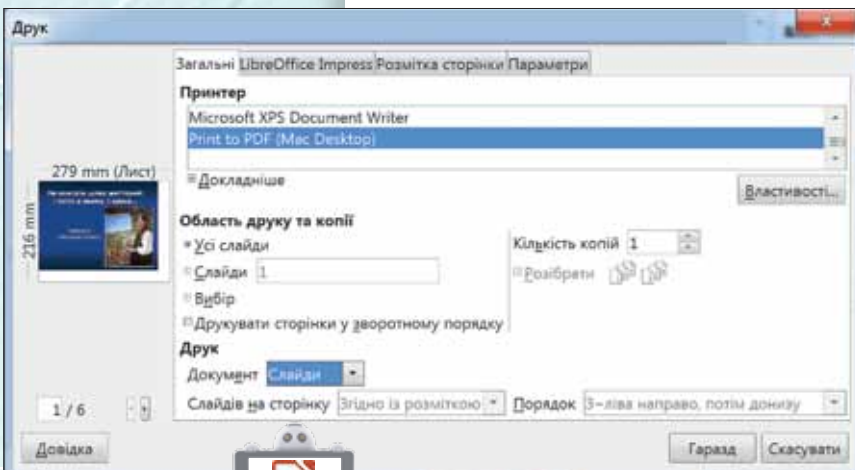 Друк
Загальні LibreOffice Impress Розмітка сторінки Параметри
Принтер
Microsoft XPS Document Writer
Print to PDF (Mac Desktop)
Докладніше
Властивості...
279 mm (Лист)
216 mm
Область друку та копії
Усі слайди
Кількість копій 1
Слайди 1
Розібрати
Вибір
Друкувати сторінки у зворотному порядку
Друк
Документ Слайди
1 / 6
Слайдів на сторінку Згідно із розміткою Порядок З-ліва направо, потім донизу
Довідка
Гаразд Скасувати